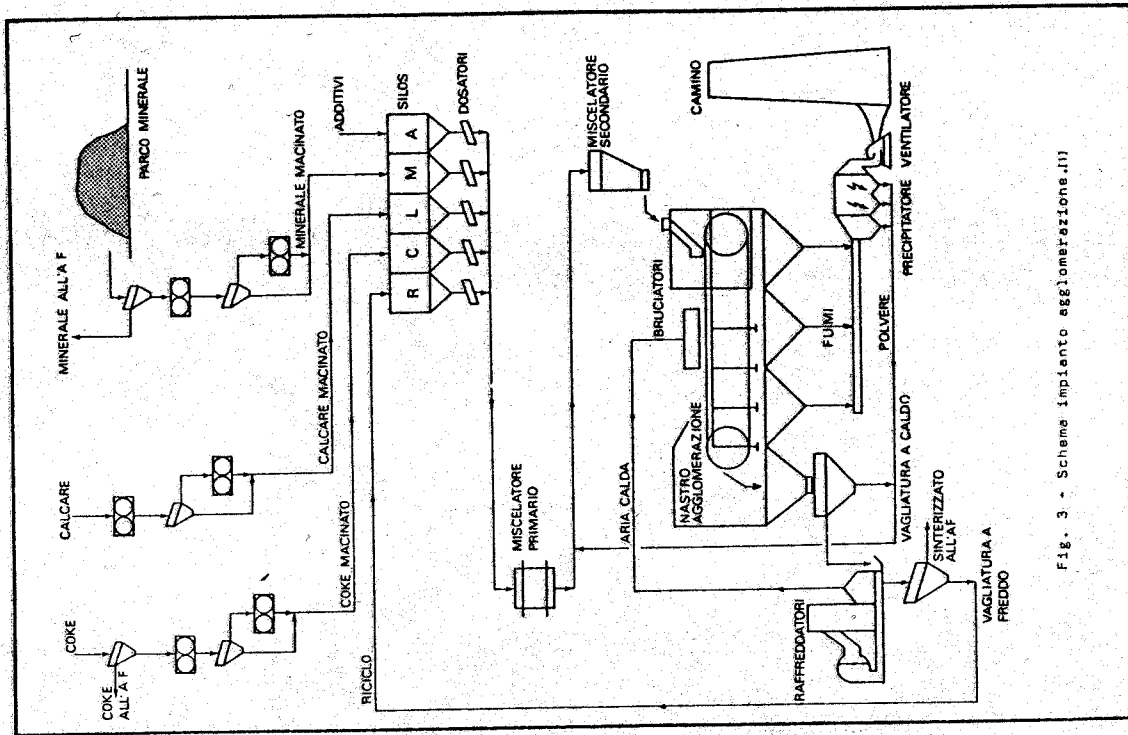 PARCO MINERALE
MINERALE ALL'A F
ADDITIVI
MINERALE MACINATO
CALCARE
CALCARE MACINATO
COKE
COKE
ALL'A F
COKE MACINATO
RICICLO
SILOS
R C L M A
DOSATORI
MISCELATORE
PRIMARIO
MISCELATORE
SECONDARIO
ARIA CALDA
BRUCIATORI
NASTRO
AGGLOMERAZIONE
FUMI
CAMINO
PRECIPITATORE VENTILATORE
POLVERE
VAGLIATURA A CALDO
RAFFREDDATORI
SINTERIZZATO
ALL'AF
VAGLIATURA A
FREDDO
Fig. 3 - Schema impianto agglomerazione.[1]